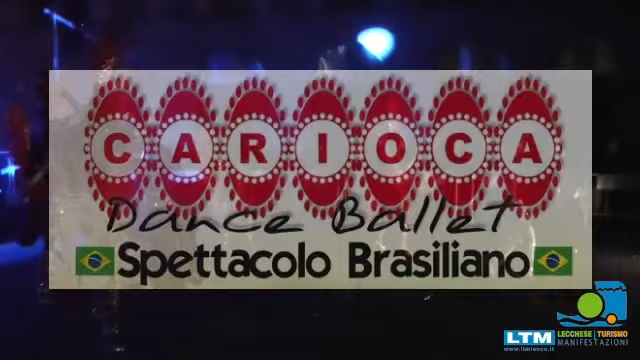 CARIOCA
Dance Ballet
Spettacolo Brasiliano
LTM
www.ltmlecco.it
LECCHESE | TURISMO
MANIFESTAZIONI